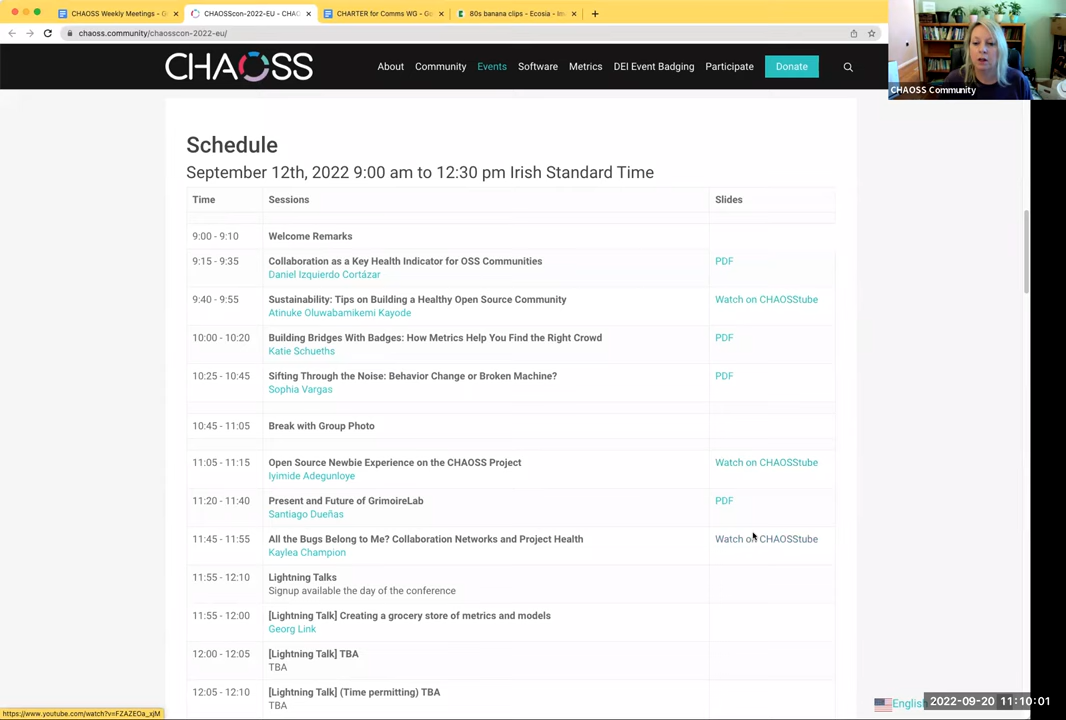 CHAOSS Weekly Meetings - G
CHAOSScon-2022-EU - CHAO
CHARTER for Comms WG - Go
80s banana clips - Ecosia - Im
chaoss.community/chaosscon-2022-eu/
CHAOSS
About
Community
Events
Software
Metrics
DEI Event Badging
Participate
Donate
CHAOSS Community
Schedule
September 12th, 2022 9:00 am to 12:30 pm Irish Standard Time
Time Sessions Slides
9:00 - 9:10 Welcome Remarks
9:15 - 9:35 Collaboration as a Key Health Indicator for OSS Communities PDF
Daniel Izquierdo Cortázar
9:40 - 9:55 Sustainability: Tips on Building a Healthy Open Source Community Watch on CHAOSStube
Atinuke Oluwabamikemi Kayode
10:00 - 10:20 Building Bridges With Badges: How Metrics Help You Find the Right Crowd PDF
Katie Schueths
10:25 - 10:45 Sifting Through the Noise: Behavior Change or Broken Machine? PDF
Sophia Vargas
10:45 - 11:05 Break with Group Photo
11:05 - 11:15 Open Source Newbie Experience on the CHAOSS Project Watch on CHAOSStube
Iyimide Adegunloye
11:20 - 11:40 Present and Future of GrimoireLab PDF
Santiago Dueñas
11:45 - 11:55 All the Bugs Belong to Me? Collaboration Networks and Project Health Watch on CHAOSStube
Kaylea Champion
11:55 - 12:10 Lightning Talks
Signup available the day of the conference
11:55 - 12:00 [Lightning Talk] Creating a grocery store of metrics and models
Georg Link
12:00 - 12:05 [Lightning Talk] TBA
TBA
12:05 - 12:10 [Lightning Talk] (Time permitting) TBA
TBA
https://www.youtube.com/watch?v=FZAZEOa_xjM
English
2022-09-20 11:10:01